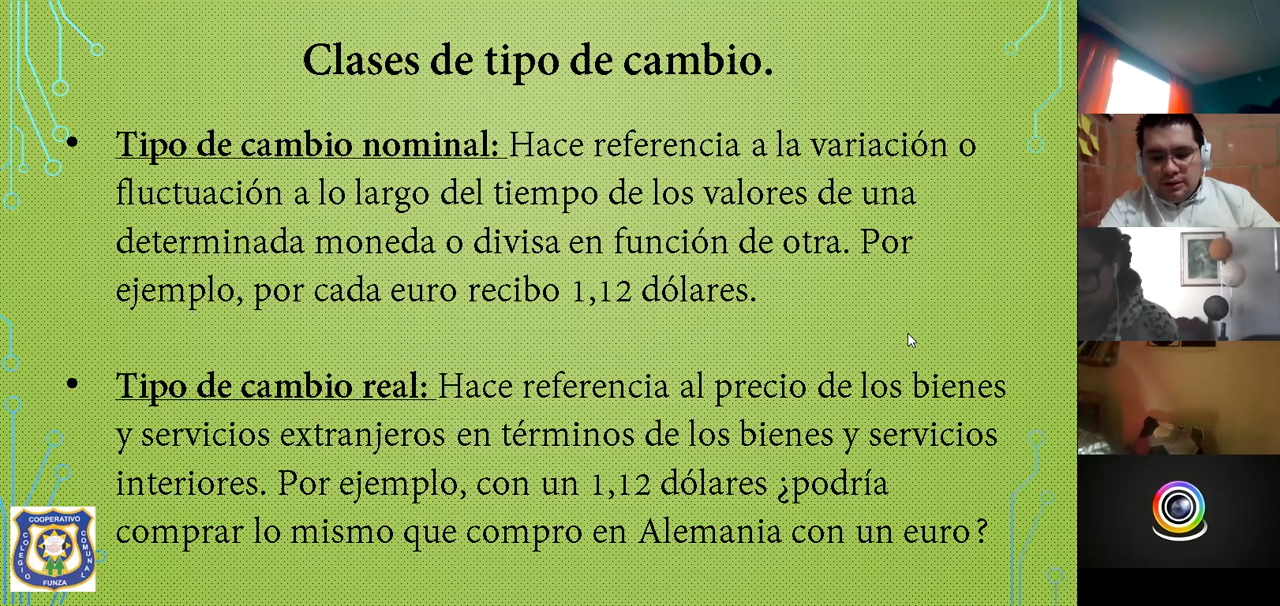 Clases de tipo de cambio.
• Tipo de cambio nominal: Hace referencia a la variación o
fluctuación a lo largo del tiempo de los valores de una
determinada moneda o divisa en función de otra. Por
ejemplo, por cada euro recibo 1,12 dólares.
• Tipo de cambio real: Hace referencia al precio de los bienes
y servicios extranjeros en términos de los bienes y servicios
interiores. Por ejemplo, con un 1,12 dólares ¿podría
comprar lo mismo que compro en Alemania con un euro?
COOPERATIVO
COLEGIO
COMUNAL
FUNZA